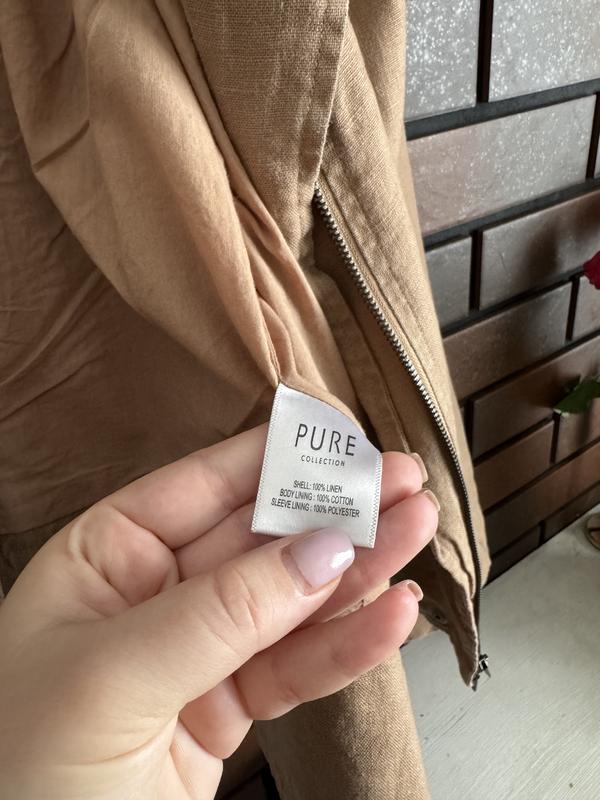 PURE
COLLECTION
SHELL: 100% LINEN
BODY LINING : 100% COTTON
SLEEVE LINING : 100% POLYESTER